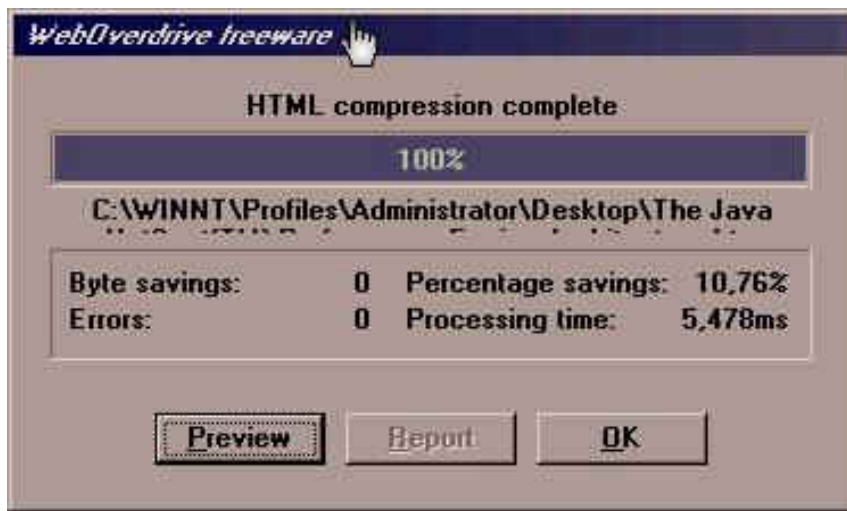 WebOverdrive freeware
HTML compression complete
100%
C:\WINNT\Profiles\Administrator\Desktop\The Java
Byte savings: 0 Percentage savings: 10,76%
Errors: 0 Processing time: 5,478ms
Preview Report OK